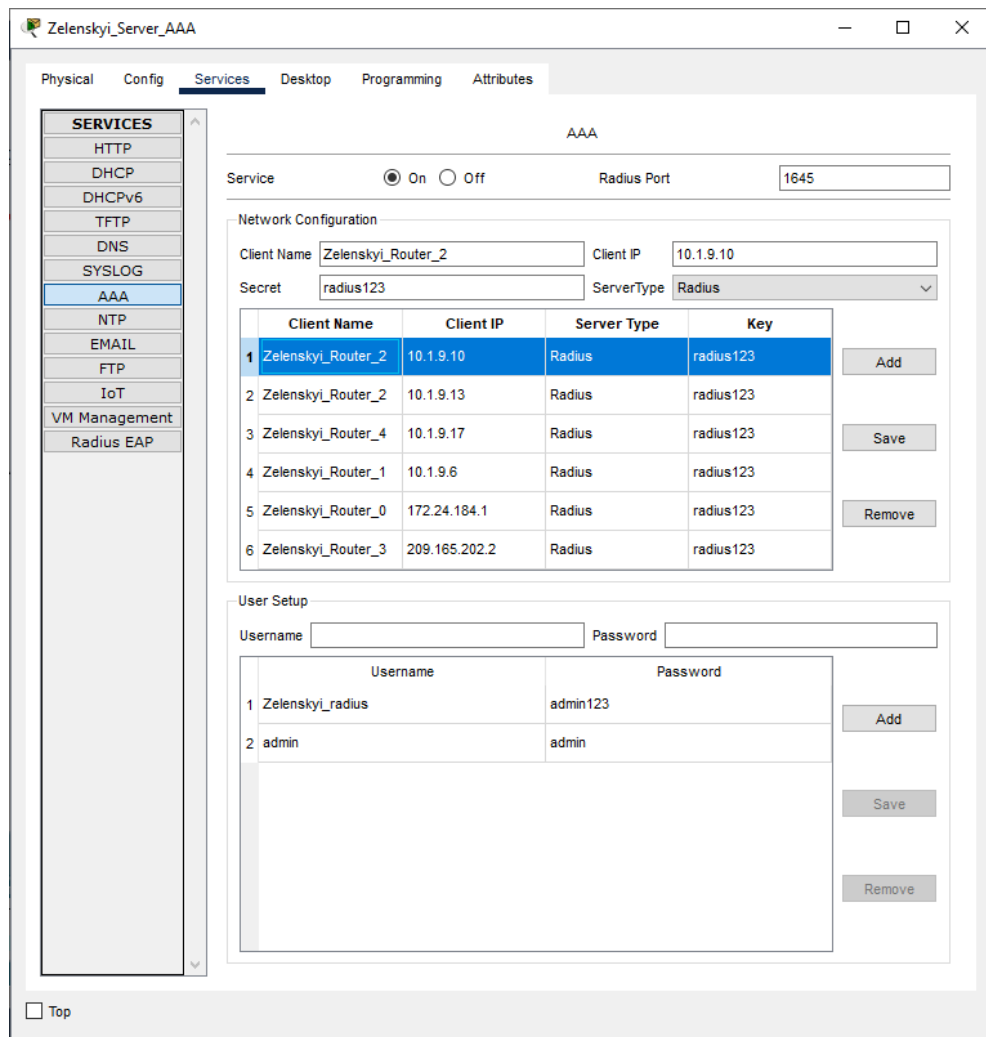 Zelenskyi_Server_AAA
Physical Config Services Desktop Programming Attributes
SERVICES
HTTP
DHCP
DHCPv6
TFTP
DNS
SYSLOG
AAA
NTP
EMAIL
FTP
IoT
VM Management
Radius EAP
AAA
Service On Off Radius Port 1645
Network Configuration
Client Name Zelenskyi_Router_2 Client IP 10.1.9.10
Secret radius123 ServerType Radius
Client Name Client IP Server Type Key
1 Zelenskyi_Router_2 10.1.9.10 Radius radius123
2 Zelenskyi_Router_2 10.1.9.13 Radius radius123
3 Zelenskyi_Router_4 10.1.9.17 Radius radius123
4 Zelenskyi_Router_1 10.1.9.6 Radius radius123
5 Zelenskyi_Router_0 172.24.184.1 Radius radius123
6 Zelenskyi_Router_3 209.165.202.2 Radius radius123
Add
Save
Remove
User Setup
Username Password
Username Password
1 Zelenskyi_radius admin123
2 admin admin
Add
Save
Remove
Top